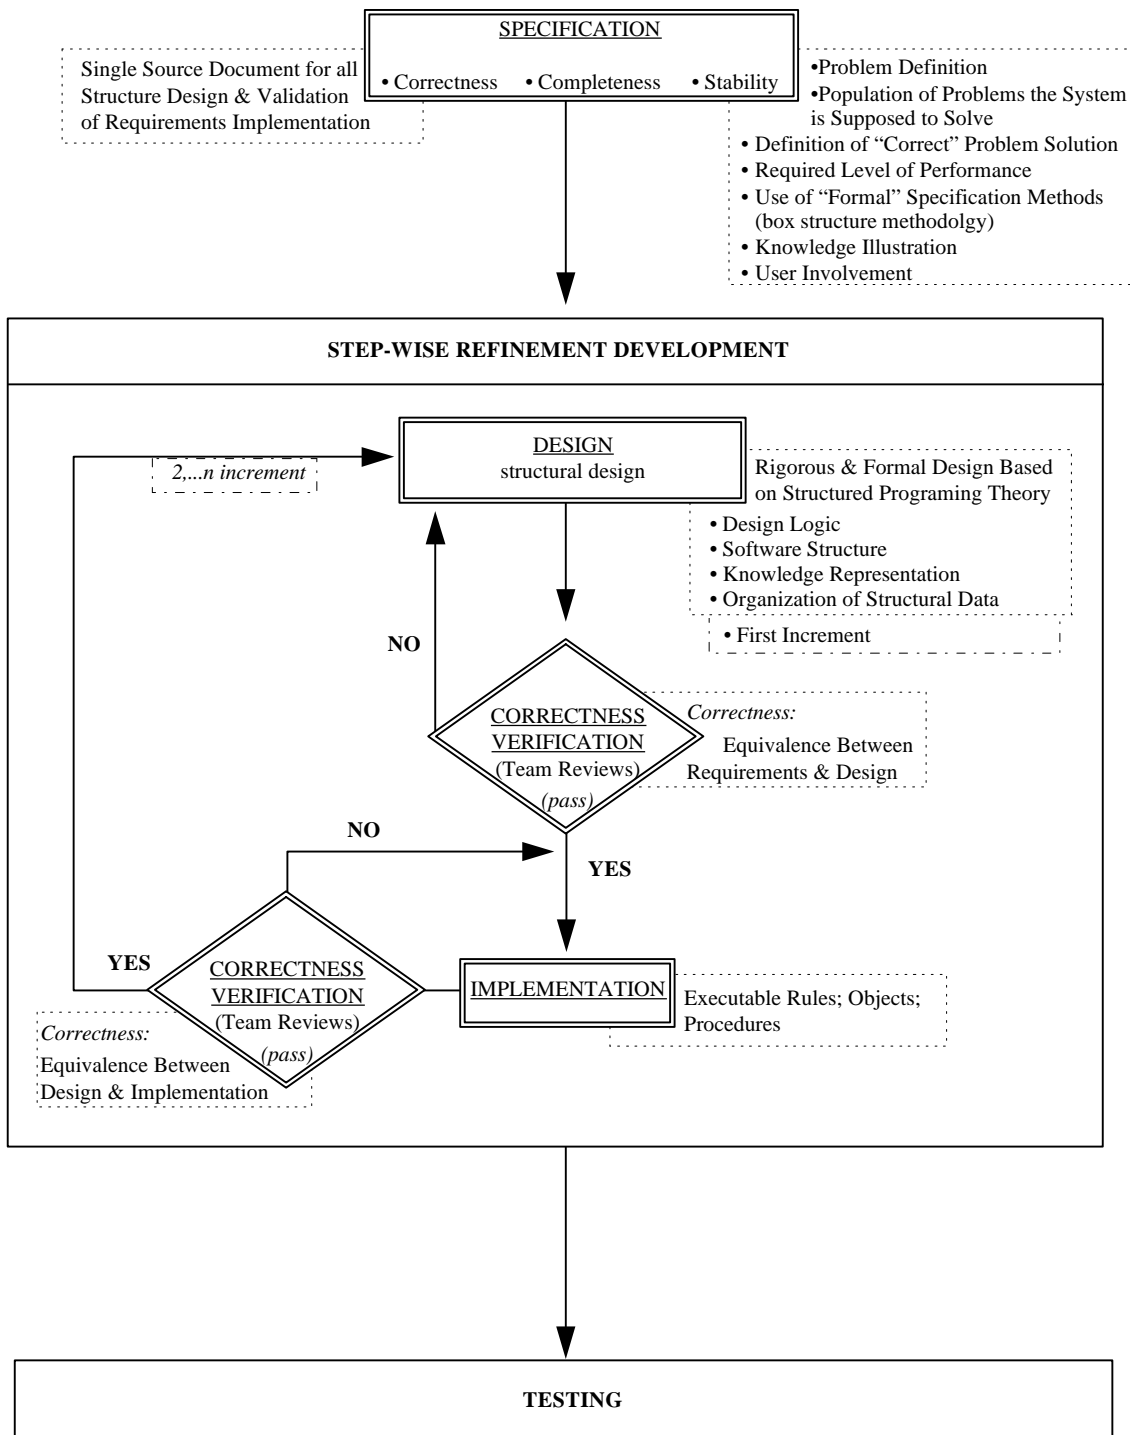 SPECIFICATION
• Correctness • Completeness • Stability
Single Source Document for all
Structure Design & Validation
of Requirements Implementation
•Problem Definition
•Population of Problems the System
is Supposed to Solve
• Definition of “Correct” Problem Solution
• Required Level of Performance
• Use of “Formal” Specification Methods
(box structure methodolgy)
• Knowledge Illustration
• User Involvement
STEP-WISE REFINEMENT DEVELOPMENT
DESIGN
structural design
2,...n increment
Rigorous & Formal Design Based
on Structured Programing Theory
• Design Logic
• Software Structure
• Knowledge Representation
• Organization of Structural Data
• First Increment
NO
CORRECTNESS
VERIFICATION
(Team Reviews)
(pass)
Correctness:
Equivalence Between
Requirements & Design
NO
YES
YES
CORRECTNESS
VERIFICATION
(Team Reviews)
(pass)
Correctness:
Equivalence Between
Design & Implementation
IMPLEMENTATION
Executable Rules; Objects;
Procedures
TESTING